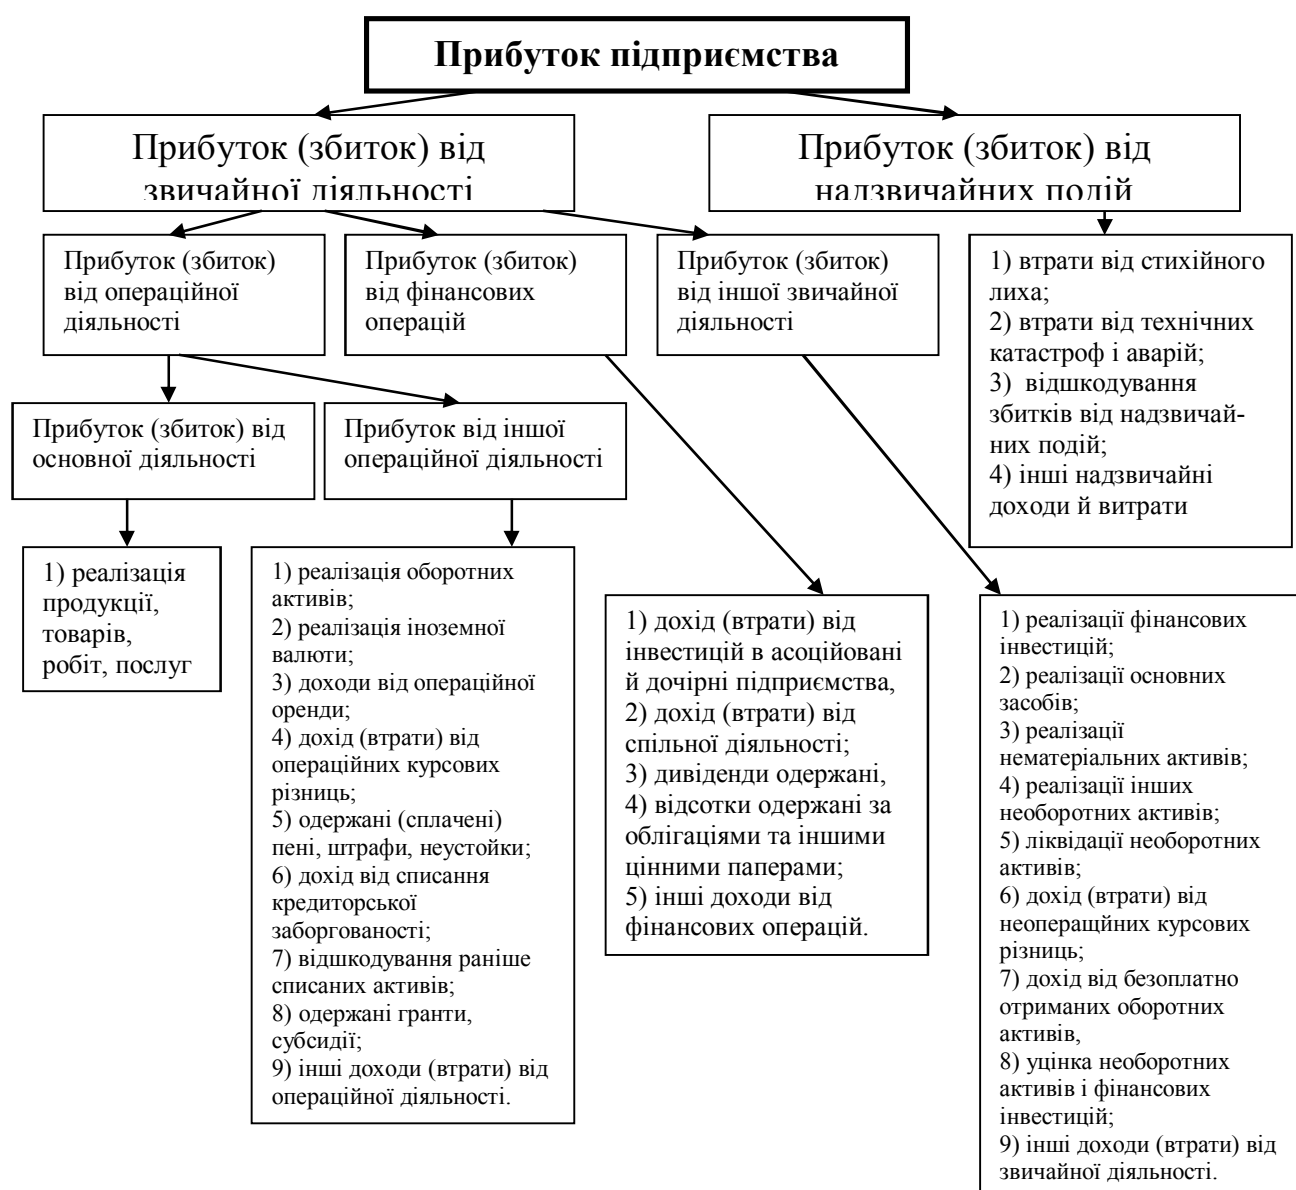 Прибуток підприємства
Прибуток (збиток) від
звичайної діяльності
Прибуток (збиток) від
надзвичайних подій
Прибуток (збиток)
від операційної
діяльності
Прибуток (збиток)
від фінансових
операцій
Прибуток (збиток)
від іншої звичайної
діяльності
1) втрати від стихійного
лиха;
2) втрати від технічних
катастроф і аварій;
3) відшкодування
збитків від надзвичай-
них подій;
4) інші надзвичайні
доходи й витрати
Прибуток (збиток) від
основної діяльності
Прибуток від іншої
операційної діяльності
1) реалізація
продукції,
товарів,
робіт, послуг
1) реалізація оборотних
активів;
2) реалізація іноземної
валюти;
3) доходи від операційної
оренди;
4) дохід (втрати) від
операційних курсових
різниць;
5) одержані (сплачені)
пені, штрафи, неустойки;
6) дохід від списання
кредиторської
заборгованості;
7) відшкодування раніше
списаних активів;
8) одержані гранти,
субсидії;
9) інші доходи (втрати) від
операційної діяльності.
1) дохід (втрати) від
інвестицій в асоційовані
й дочірні підприємства,
2) дохід (втрати) від
спільної діяльності;
3) дивіденди одержані,
4) відсотки одержані за
облігаціями та іншими
цінними паперами;
5) інші доходи від
фінансових операцій.
1) реалізації фінансових
інвестицій;
2) реалізації основних
засобів;
3) реалізації
нематеріальних активів;
4) реалізації інших
необоротних активів;
5) ліквідації необоротних
активів;
6) дохід (втрати) від
неопераційних курсових
різниць;
7) дохід від безоплатно
отриманих оборотних
активів,
8) уцінка необоротних
активів і фінансових
інвестицій;
9) інші доходи (втрати) від
звичайної діяльності.